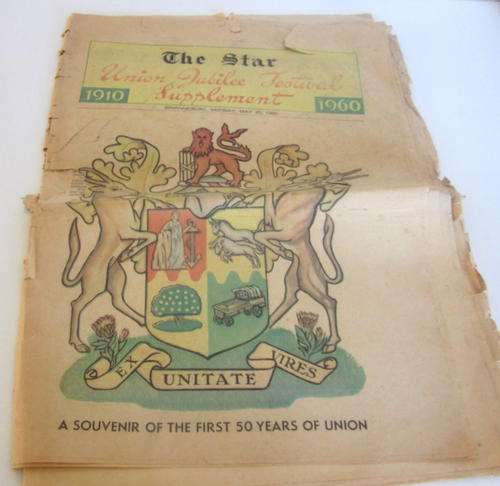 The Star
Union Jubilee Festival
Supplement
1910
1960
EX UNITATE VIRES
A SOUVENIR OF THE FIRST 50 YEARS OF UNION